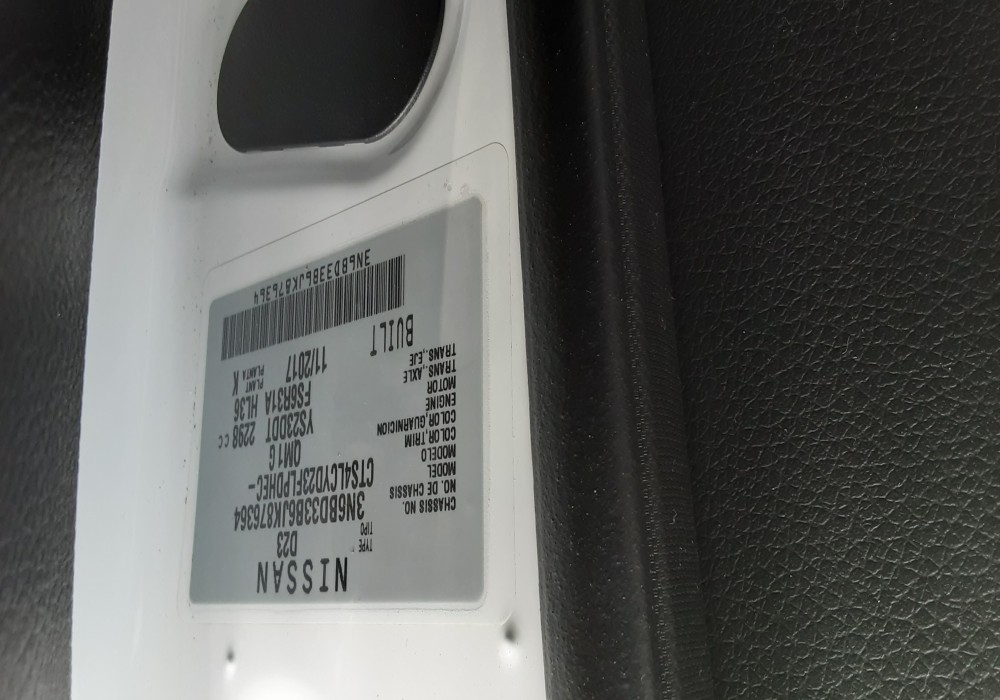 NISSAN
TYPE
TIPO D23
CHASSIS NO.
NO. DE CHASSIS 3N6BD33B6JK876364
MODEL
MODELO CTS4LCYD23FLPDHEC-
COLOR,TRIM
COLOR,GUARNICION QM1 G
ENGINE
MOTOR YS23DDT 2298 CC
TRANS.,AXLE
TRANS.,EJE FS6R31A HL36
BUILT 11/2017 PLANT
PLANTA K
3N6BD33B6JK876364